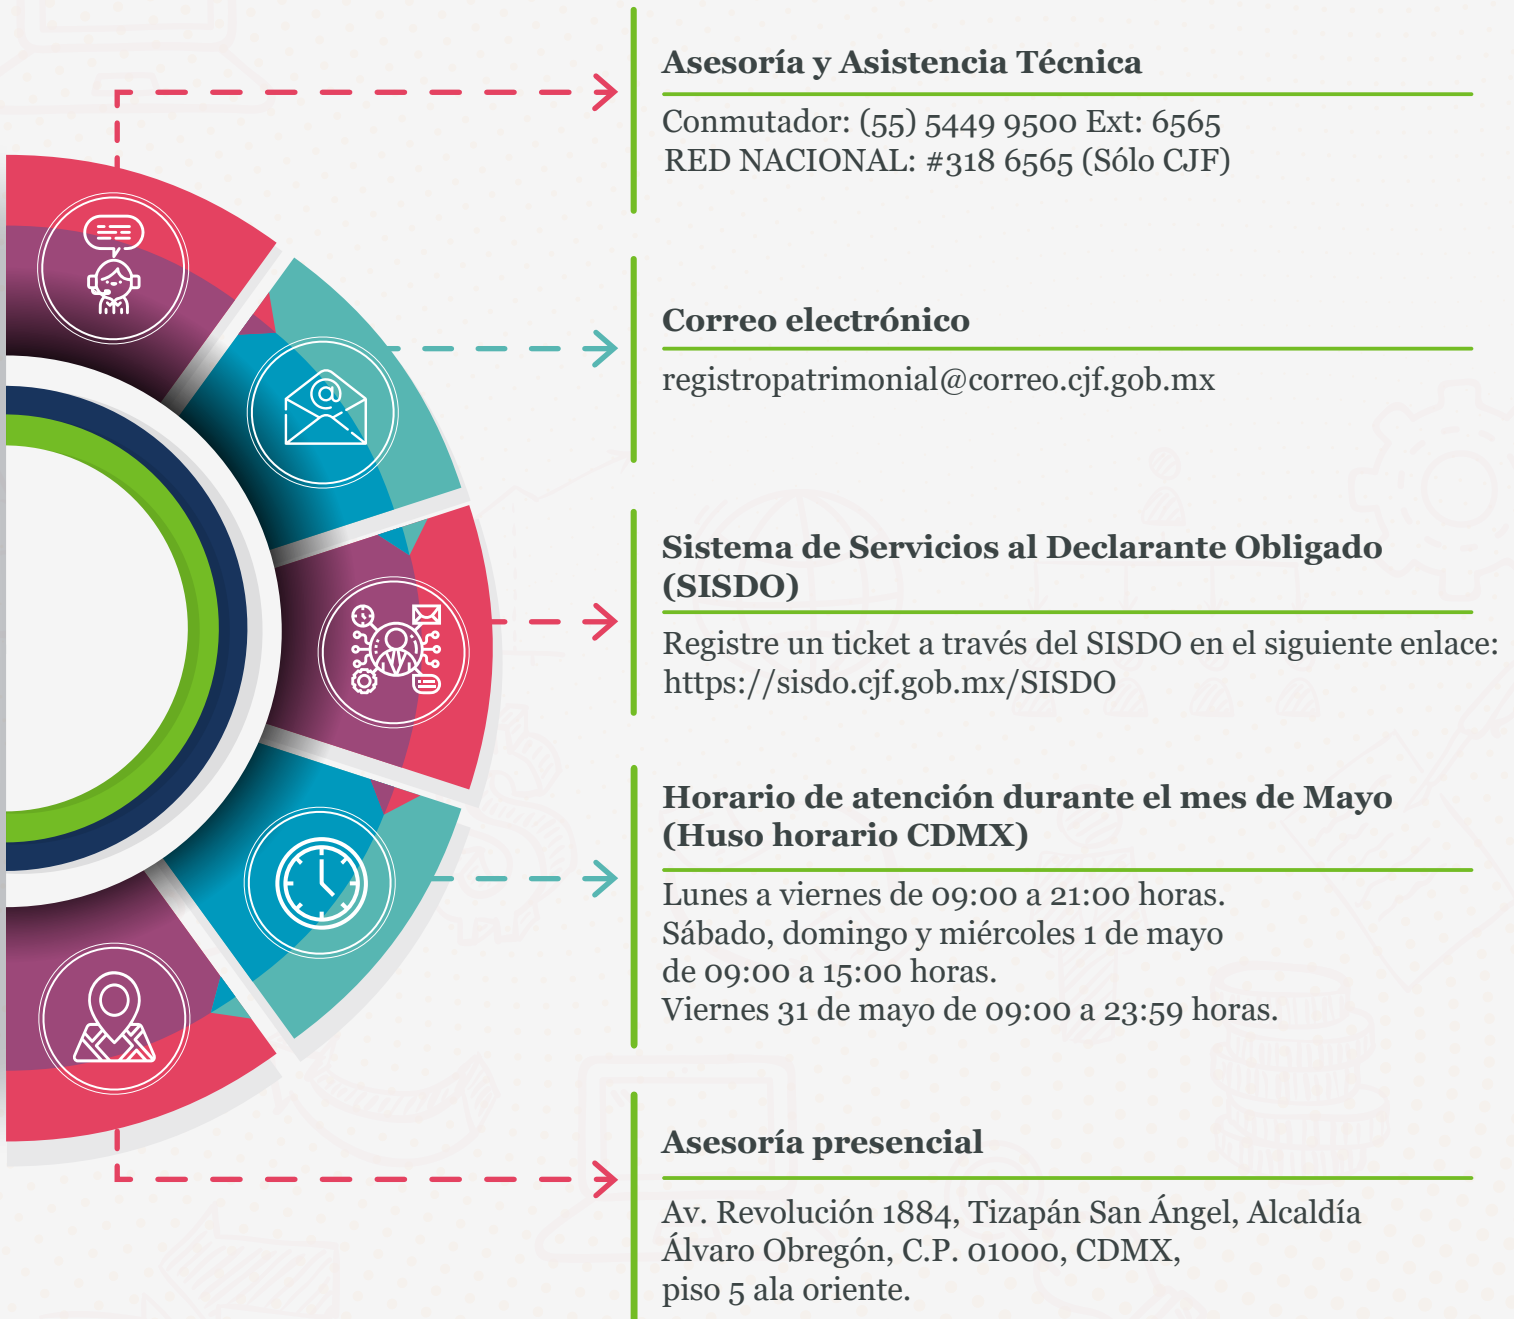 Asesoría y Asistencia Técnica
Conmutador: (55) 5449 9500 Ext: 6565
RED NACIONAL: #318 6565 (Sólo CJF)
Correo electrónico
registropatrimonial@correo.cjf.gob.mx
Sistema de Servicios al Declarante Obligado
(SISDO)
Registre un ticket a través del SISDO en el siguiente enlace:
https://sisdo.cjf.gob.mx/SISDO
Horario de atención durante el mes de Mayo
(Huso horario CDMX)
Lunes a viernes de 09:00 a 21:00 horas.
Sábado, domingo y miércoles 1 de mayo
de 09:00 a 15:00 horas.
Viernes 31 de mayo de 09:00 a 23:59 horas.
Asesoría presencial
Av. Revolución 1884, Tizapán San Ángel, Alcaldía
Álvaro Obregón, C.P. 01000, CDMX,
piso 5 ala oriente.